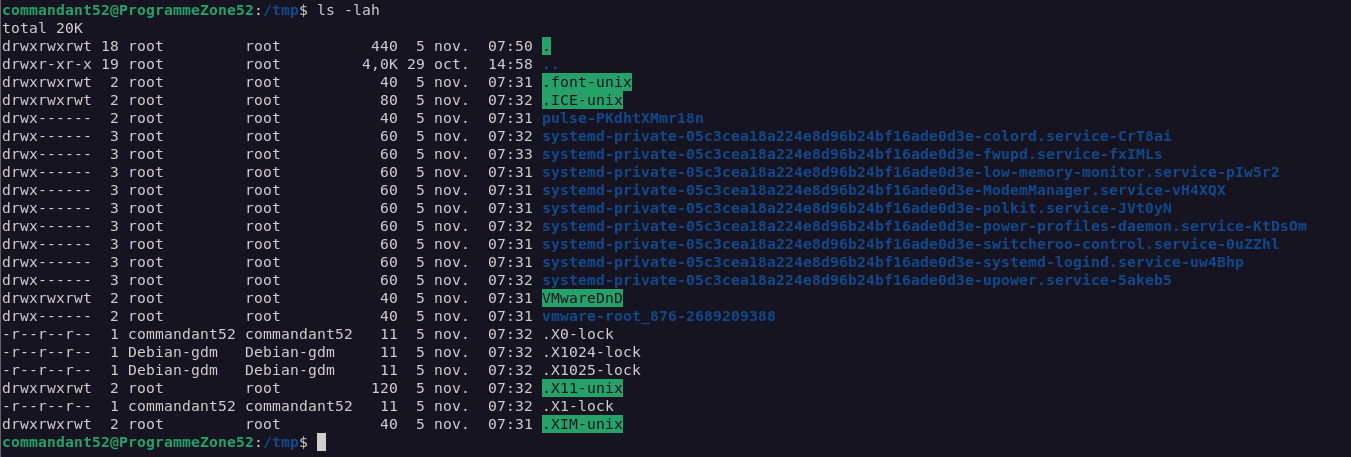 commandant52@ProgrammeZone52:/tmp$ ls -lah
total 20K
drwxrwxrwt 18 root         root          440  5 nov.  07:50 .
drwxr-xr-x 19 root         root         4,0K 29 oct.  14:58 ..
drwxrwxrwt  2 root         root           40  5 nov.  07:31 .font-unix
drwxrwxrwt  2 root         root           80  5 nov.  07:32 .ICE-unix
drwx------  2 root         root           40  5 nov.  07:31 pulse-PKdhtXMmr18n
drwx------  3 root         root           60  5 nov.  07:32 systemd-private-05c3cea18a224e8d96b24bf16ade0d3e-colord.service-CrT8ai
drwx------  3 root         root           60  5 nov.  07:33 systemd-private-05c3cea18a224e8d96b24bf16ade0d3e-fwupd.service-fxIMLs
drwx------  3 root         root           60  5 nov.  07:31 systemd-private-05c3cea18a224e8d96b24bf16ade0d3e-low-memory-monitor.service-pIw5r2
drwx------  3 root         root           60  5 nov.  07:31 systemd-private-05c3cea18a224e8d96b24bf16ade0d3e-ModemManager.service-vH4XQX
drwx------  3 root         root           60  5 nov.  07:31 systemd-private-05c3cea18a224e8d96b24bf16ade0d3e-polkit.service-JVt0yN
drwx------  3 root         root           60  5 nov.  07:32 systemd-private-05c3cea18a224e8d96b24bf16ade0d3e-power-profiles-daemon.service-KtDsOm
drwx------  3 root         root           60  5 nov.  07:31 systemd-private-05c3cea18a224e8d96b24bf16ade0d3e-switcheroo-control.service-0uZZhl
drwx------  3 root         root           60  5 nov.  07:31 systemd-private-05c3cea18a224e8d96b24bf16ade0d3e-systemd-logind.service-uw4Bhp
drwx------  3 root         root           60  5 nov.  07:32 systemd-private-05c3cea18a224e8d96b24bf16ade0d3e-upower.service-5akeb5
drwxrwxrwt  2 root         root           40  5 nov.  07:31 VMwareDnD
drwx------  2 root         root           40  5 nov.  07:31 vmware-root_876-2689209388
-r--r--r--  1 commandant52 commandant52   11  5 nov.  07:32 .X0-lock
-r--r--r--  1 Debian-gdm   Debian-gdm     11  5 nov.  07:32 .X1024-lock
-r--r--r--  1 Debian-gdm   Debian-gdm     11  5 nov.  07:32 .X1025-lock
drwxrwxrwt  2 root         root          120  5 nov.  07:32 .X11-unix
-r--r--r--  1 commandant52 commandant52   11  5 nov.  07:32 .X1-lock
drwxrwxrwt  2 root         root           40  5 nov.  07:31 .XIM-unix
commandant52@ProgrammeZone52:/tmp$